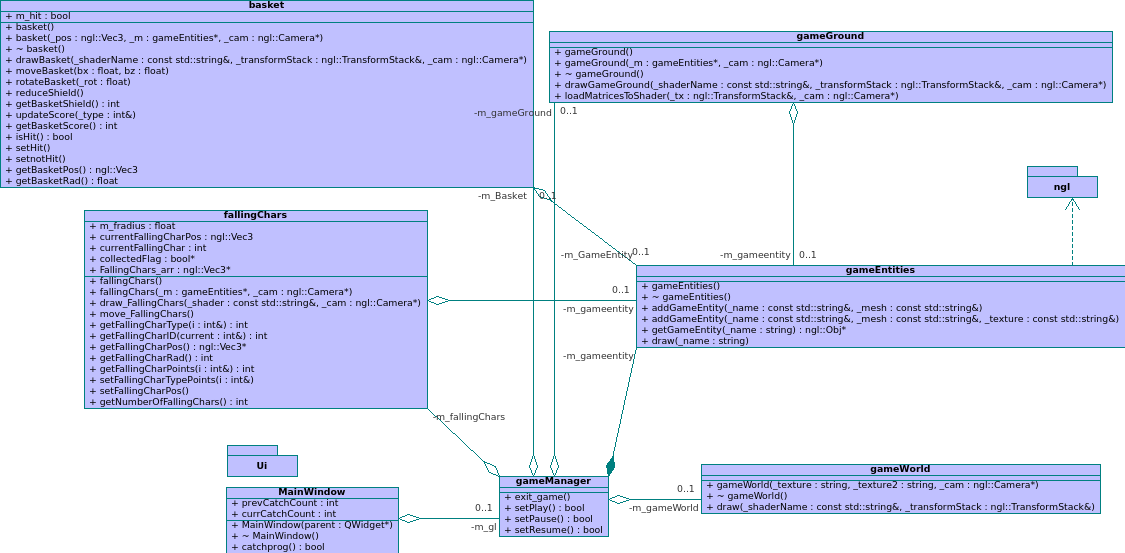 basket
+ m_hit : bool
+ basket()
+ basket(_pos : ngl::Vec3, _m : gameEntities*, _cam : ngl::Camera*)
+ ~ basket()
+ drawBasket(_shaderName : const std::string&, _transformStack : ngl::TransformStack&, _cam : ngl::Camera*)
+ moveBasket(bx : float, bz : float)
+ rotateBasket(_rot : float)
+ reduceShield()
+ getBasketShield() : int
+ updateScore(_type : int&)
+ getBasketScore() : int
+ isHit() : bool
+ setHit()
+ setnotHit()
+ getBasketPos() : ngl::Vec3
+ getBasketRad() : float
gameGround
+ gameGround()
+ gameGround(_m : gameEntities*, _cam : ngl::Camera*)
+ ~ gameGround()
+ drawGameGround(_shaderName : const std::string&, _transformStack : ngl::TransformStack&, _cam : ngl::Camera*)
+ loadMatricesToShader(_tx : ngl::TransformStack&, _cam : ngl::Camera*)
-m_gameGround
0..1
-m_Basket
0..1
ngl
fallingChars
+ m_fradius : float
+ currentFallingCharPos : ngl::Vec3
+ currentFallingChar : int
+ collectedFlag : bool*
+ FallingChars_arr : ngl::Vec3*
+ fallingChars()
+ fallingChars(_m : gameEntities*, _cam : ngl::Camera*)
+ draw_FallingChars(_shader : const std::string&, _cam : ngl::Camera*)
+ move_FallingChars()
+ getFallingCharType(i : int&) : int
+ getFallingCharID(current : int&) : int
+ getFallingCharPos() : ngl::Vec3*
+ getFallingCharRad() : int
+ getFallingCharPoints(i : int&) : int
+ setFallingCharTypePoints(i : int&)
+ setFallingCharPos()
+ getNumberOfFallingChars() : int
-m_GameEntity
0..1
-m_gameentity
0..1
gameEntities
+ gameEntities()
+ ~ gameEntities()
+ addGameEntity(_name : const std::string&, _mesh : const std::string&)
+ addGameEntity(_name : const std::string&, _mesh : const std::string&, _texture : const std::string&)
+ getGameEntity(_name : string) : ngl::Obj*
+ draw(_name : string)
0..1
-m_gameentity
-m_gameentity
-m_fallingChars
Ui
MainWindow
+ prevCatchCount : int
+ currCatchCount : int
+ MainWindow(parent : QWidget*)
+ ~ MainWindow()
+ catchprog() : bool
0..1
-m_gl
gameManager
+ exit_game()
+ setPlay() : bool
+ setPause() : bool
+ setResume() : bool
0..1
-m_gameWorld
gameWorld
+ gameWorld(_texture : string, _texture2 : string, _cam : ngl::Camera*)
+ ~ gameWorld()
+ draw(_shaderName : const std::string&, _transformStack : ngl::TransformStack&)